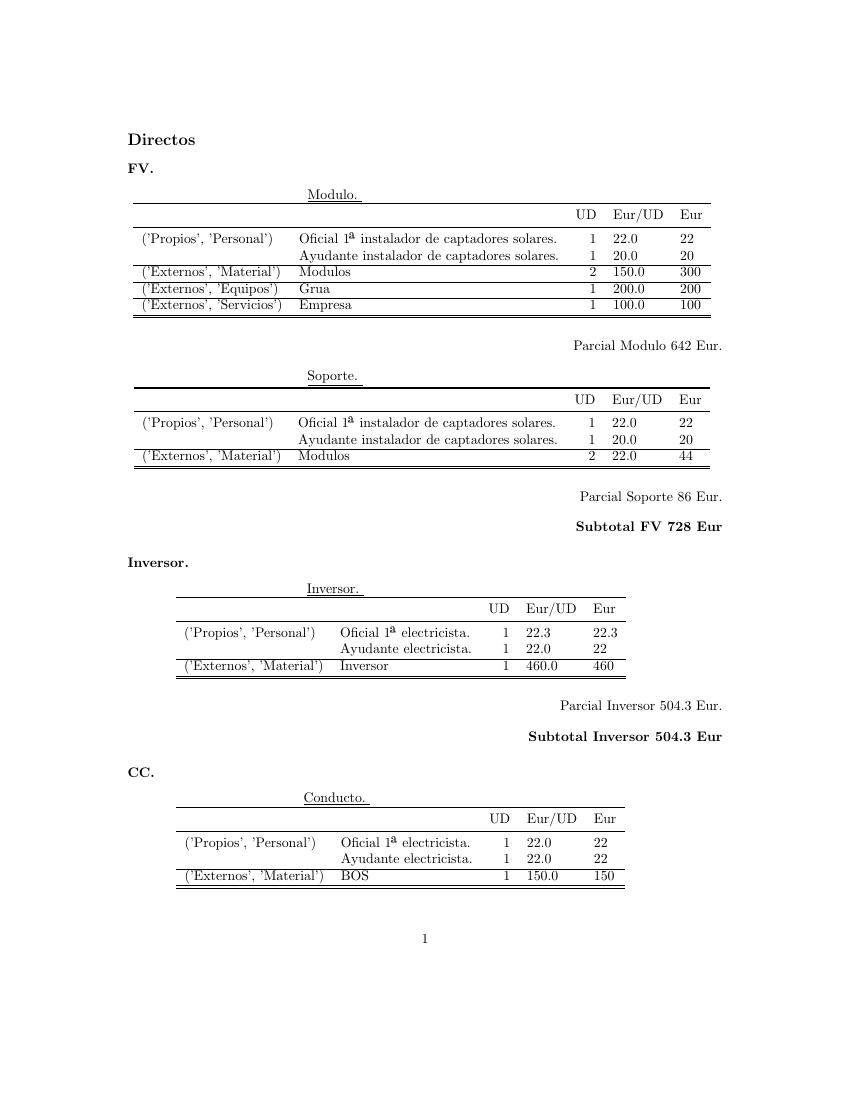 Directos
FV.
Modulo.
UD Eur/UD Eur
('Propios', 'Personal') Oficial 1ª instalador de captadores solares. 1 22.0 22
Ayudante instalador de captadores solares. 1 20.0 20
('Externos', 'Material') Modulos 2 150.0 300
('Externos', 'Equipos') Grua 1 200.0 200
('Externos', 'Servicios') Empresa 1 100.0 100
Parcial Modulo 642 Eur.
Soporte.
UD Eur/UD Eur
('Propios', 'Personal') Oficial 1ª instalador de captadores solares. 1 22.0 22
Ayudante instalador de captadores solares. 1 20.0 20
('Externos', 'Material') Modulos 2 22.0 44
Parcial Soporte 86 Eur.
Subtotal FV 728 Eur
Inversor.
Inversor.
UD Eur/UD Eur
('Propios', 'Personal') Oficial 1ª electricista. 1 22.3 22.3
Ayudante electricista. 1 22.0 22
('Externos', 'Material') Inversor 1 460.0 460
Parcial Inversor 504.3 Eur.
Subtotal Inversor 504.3 Eur
CC.
Conducto.
UD Eur/UD Eur
('Propios', 'Personal') Oficial 1ª electricista. 1 22.0 22
Ayudante electricista. 1 22.0 22
('Externos', 'Material') BOS 1 150.0 150
1